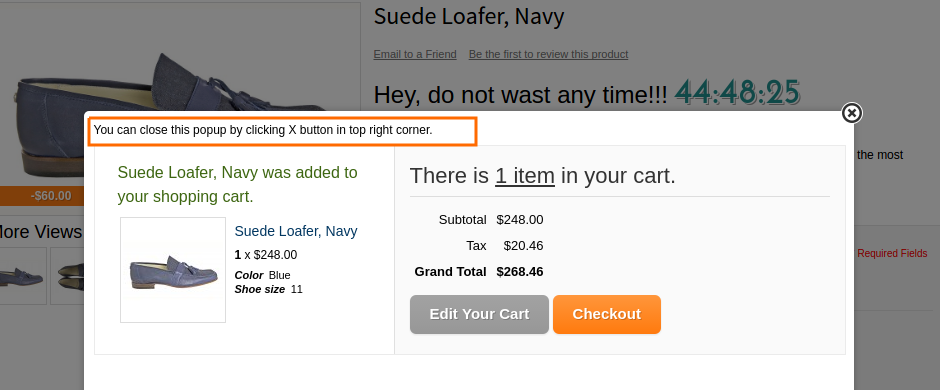 Suede Loafer, Navy
Email to a Friend Be the first to review this product
Hey, do not wast any time!!! 44:48:25
You can close this popup by clicking X button in top right corner.
the most
-$60.00
More Views
Required Fields
Suede Loafer, Navy was added to
your shopping cart.
Suede Loafer, Navy
1 x $248.00
Color Blue
Shoe size 11
There is 1 item in your cart.
Subtotal $248.00
Tax $20.46
Grand Total $268.46
Edit Your Cart Checkout